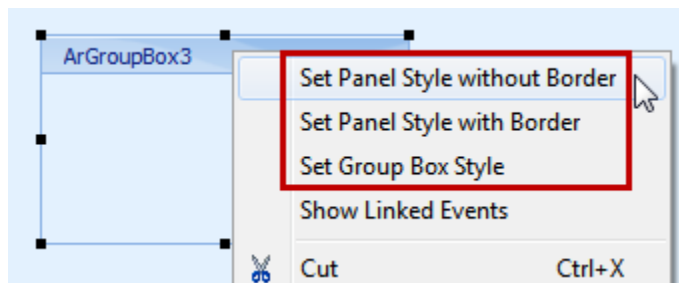 ArGroupBox3
Set Panel Style without Border
Set Panel Style with Border
Set Group Box Style
Show Linked Events
Cut Ctrl+X